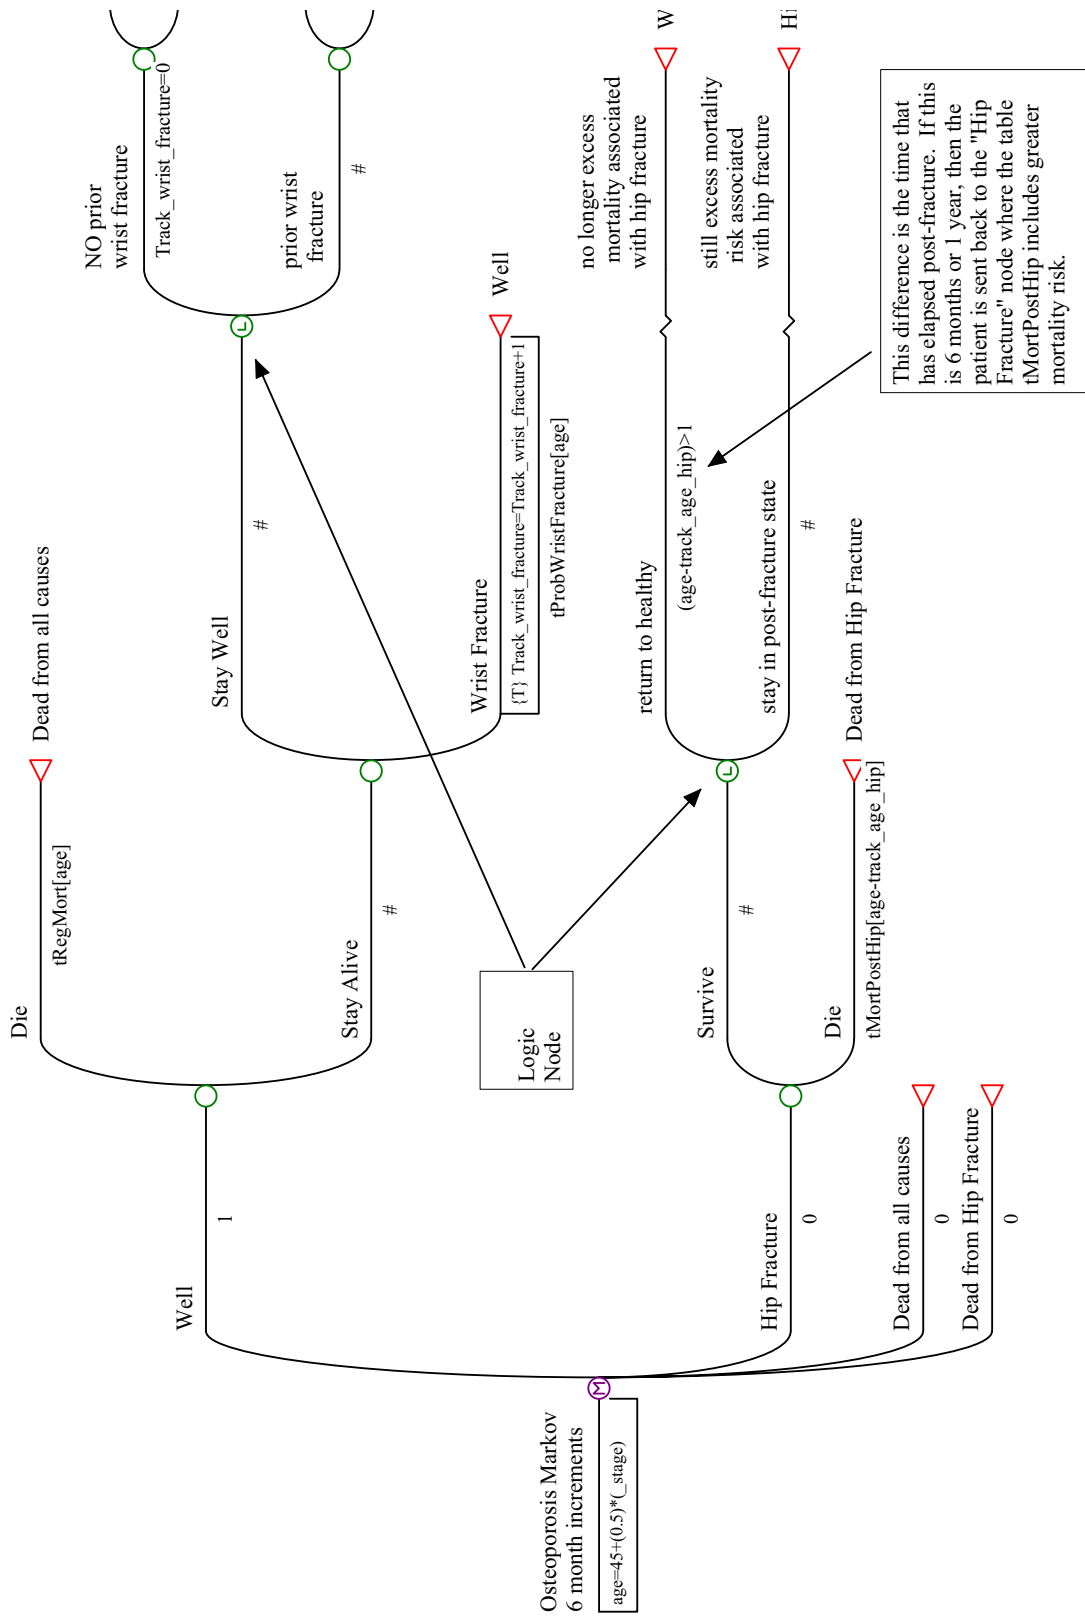 Osteoporosis Markov
6 month increments
age=45+(0.5)*(_stage)
Well
1
Die
tRegMort[age]
Dead from all causes
Stay Alive
#
Stay Well
#
NO prior
wrist fracture
Track_wrist_fracture=0
prior wrist
fracture
#
Wrist Fracture
{T} Track_wrist_fracture=Track_wrist_fracture+1
tProbWristFracture[age]
Well
Logic
Node
Hip Fracture
0
Survive
#
return to healthy
(age-track_age_hip)>1
no longer excess
mortality associated
with hip fracture
W
stay in post-fracture state
#
still excess mortality
risk associated
with hip fracture
Hi
Die
tMortPostHip[age-track_age_hip]
Dead from Hip Fracture
Dead from all causes
0
Dead from Hip Fracture
0
This difference is the time that
has elapsed post-fracture. If this
is 6 months or 1 year, then the
patient is sent back to the "Hip
Fracture" node where the table
tMortPostHip includes greater
mortality risk.
M
L
L